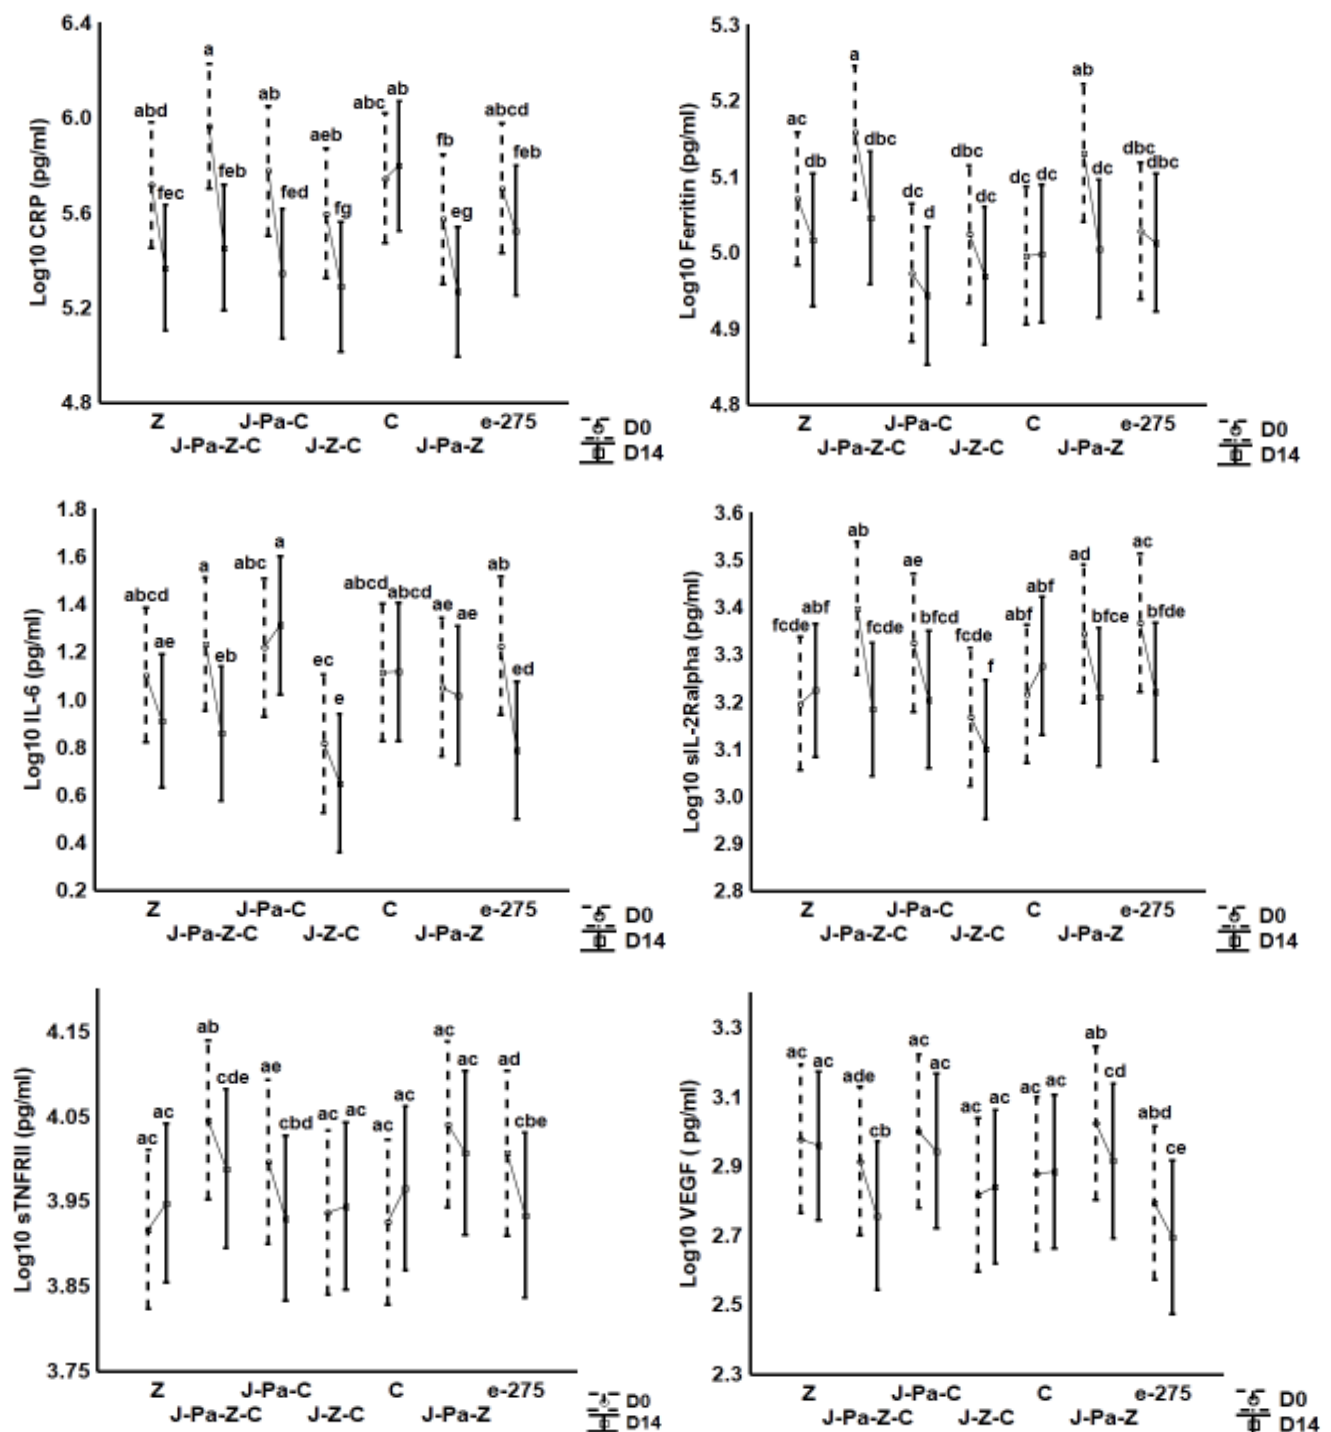 6.4
6.0
5.6
5.2
4.8
Log10 CRP (pg/ml)
abd
fec
a
feb
ab
fed
aeb
fg
abc
ab
fb
eg
abcd
feb
Z J-Pa-C C e-275
J-Pa-Z-C J-Z-C J-Pa-Z
D0
D14
5.3
5.2
5.1
5.0
4.9
4.8
Log10 Ferritin (pg/ml)
ac
db
a
dbc
dc
d
dbc
dc
dc
dc
ab
dc
dbc
dbc
Z J-Pa-C C e-275
J-Pa-Z-C J-Z-C J-Pa-Z
D0
D14
1.8
1.6
1.4
1.2
1.0
0.8
0.6
0.4
0.2
Log10 IL-6 (pg/ml)
abcd
ae
a
eb
abc
a
ec
e
abcd
abcd
ae
ae
ab
ed
Z J-Pa-C C e-275
J-Pa-Z-C J-Z-C J-Pa-Z
D0
D14
3.6
3.5
3.4
3.3
3.2
3.1
3.0
2.9
2.8
Log10 sIL-2Ralpha (pg/ml)
fcde
abf
ab
fcde
ae
bfcd
fcde
f
abf
abf
ad
bfce
ac
bfde
Z J-Pa-C C e-275
J-Pa-Z-C J-Z-C J-Pa-Z
D0
D14
4.15
4.05
3.95
3.85
3.75
Log10 sTNFRII (pg/ml)
ac
ac
ab
cde
ae
cbd
ac
ac
ac
ac
ac
ac
ad
cbe
Z J-Pa-C C e-275
J-Pa-Z-C J-Z-C J-Pa-Z
D0
D14
3.3
3.1
2.9
2.7
2.5
2.3
Log10 VEGF ( pg/ml)
ac
ac
ade
cb
ac
ac
ac
ac
ac
ac
ab
cd
abd
ce
Z J-Pa-C C e-275
J-Pa-Z-C J-Z-C J-Pa-Z
D0
D14